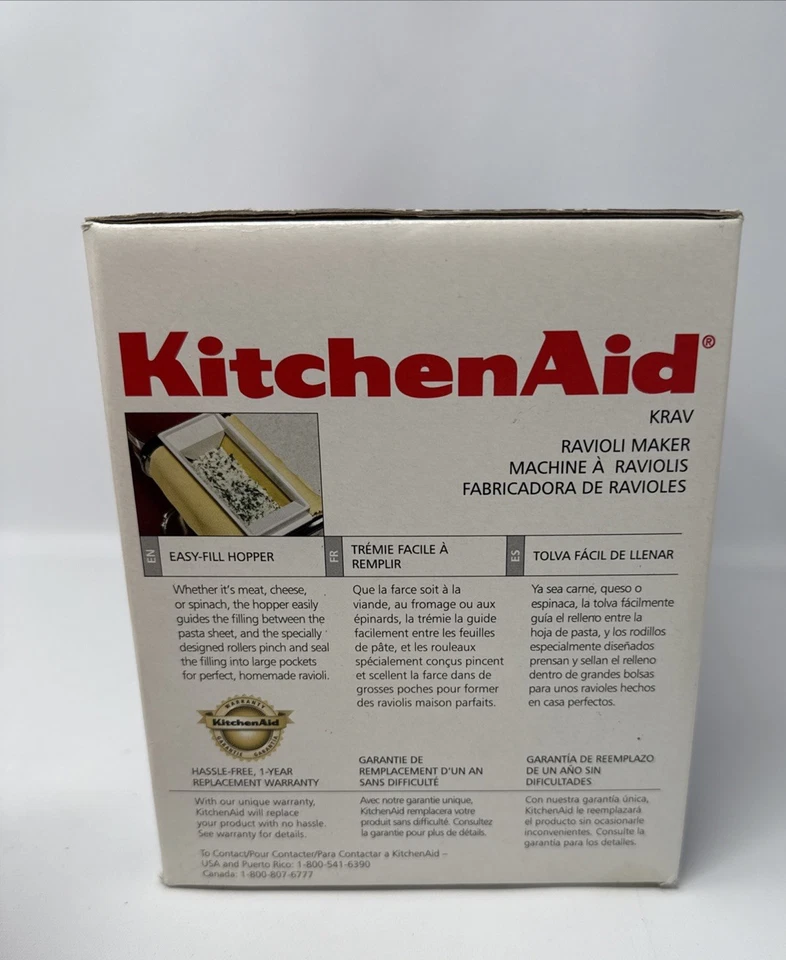 KitchenAid®
KRAV
RAVIOLI MAKER
MACHINE À RAVIOLIS
FABRICADORA DE RAVIOLES
EN
EASY-FILL HOPPER
Whether it's meat, cheese,
or spinach, the hopper easily
guides the filling between the
pasta sheet, and the specially
designed rollers pinch and seal
the filling into large pockets
for perfect, homemade ravioli.
FR
TRÉMIE FACILE À
REMPLIR
Que la farce soit à la
viande, au fromage ou aux
épinards, la trémie la guide
facilement entre les feuilles
de pâte, et les rouleaux
spécialement conçus pincent
et scellent la farce dans de
grosses poches pour former
des raviolis maison parfaits.
ES
TOLVA FÁCIL DE LLENAR
Ya sea carne, queso o
espinaca, la tolva fácilmente
guía el relleno entre la
hoja de pasta, y los rodillos
especialmente diseñados
prensan y sellan el relleno
dentro de grandes bolsas
para unos ravioles hechos
en casa perfectos.
WARRANTY
KitchenAid
GARANTIE GARANTÍA
HASSLE-FREE, 1-YEAR
REPLACEMENT WARRANTY
With our unique warranty,
KitchenAid will replace
your product with no hassle.
See warranty for details.
GARANTIE DE
REMPLACEMENT D'UN AN
SANS DIFFICULTÉ
Avec notre garantie unique,
KitchenAid remplacera votre
produit sans difficulté. Consultez
la garantie pour plus de détails.
GARANTÍA DE REEMPLAZO
DE UN AÑO SIN
DIFICULTADES
Con nuestra garantía única,
KitchenAid le reemplazará
el producto sin ocasionarle
inconvenientes. Consulte la
garantía para los detalles.
To Contact/Pour Contacter/Para Contactar a KitchenAid –
USA and Puerto Rico: 1-800-541-6390
Canada: 1-800-807-6777